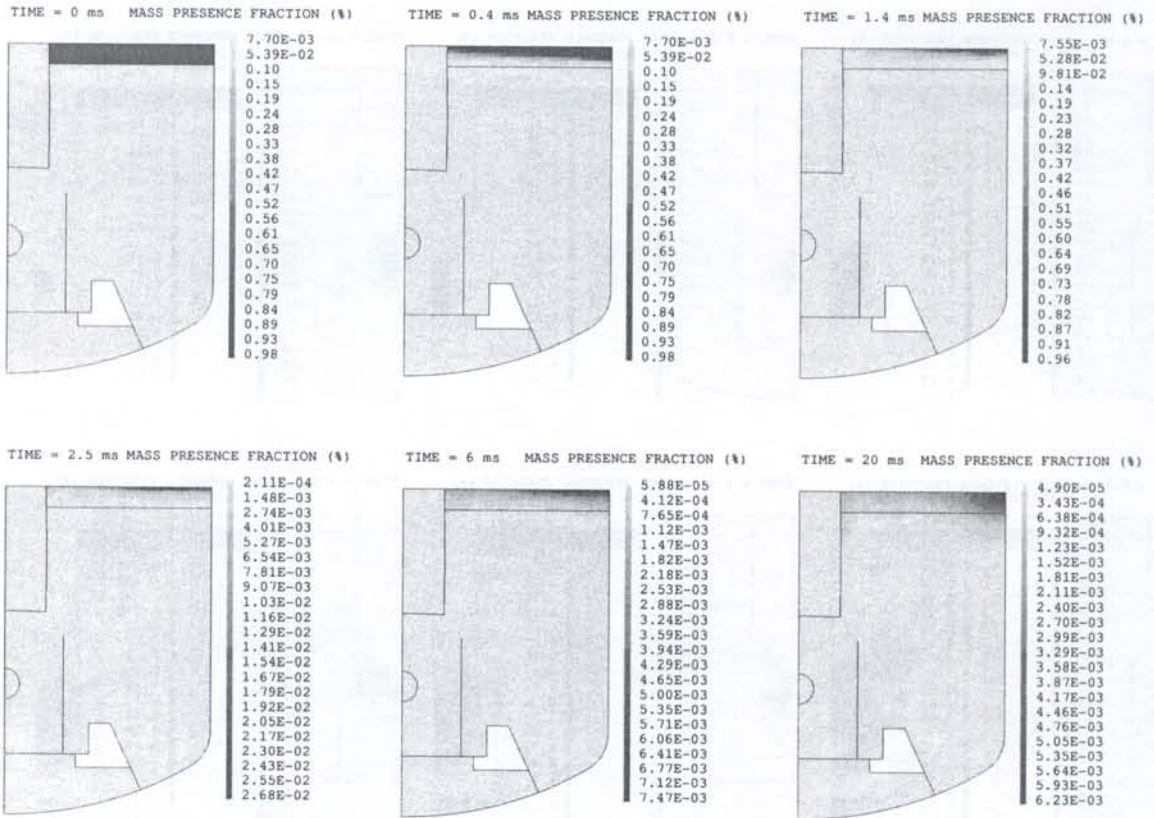 TIME = 0 ms MASS PRESENCE FRACTION (%)
7.70E-03
5.39E-02
0.10
0.15
0.19
0.24
0.28
0.33
0.38
0.42
0.47
0.52
0.56
0.61
0.65
0.70
0.75
0.79
0.84
0.89
0.93
0.98
TIME = 0.4 ms MASS PRESENCE FRACTION (%)
7.70E-03
5.39E-02
0.10
0.15
0.19
0.24
0.28
0.33
0.38
0.42
0.47
0.52
0.56
0.61
0.65
0.70
0.75
0.79
0.84
0.89
0.93
0.98
TIME = 1.4 ms MASS PRESENCE FRACTION (%)
7.55E-03
5.28E-02
9.81E-02
0.14
0.19
0.23
0.28
0.32
0.37
0.42
0.46
0.51
0.55
0.60
0.64
0.69
0.73
0.78
0.82
0.87
0.91
0.96
TIME = 2.5 ms MASS PRESENCE FRACTION (%)
2.11E-04
1.48E-03
2.74E-03
4.01E-03
5.27E-03
6.54E-03
7.81E-03
9.07E-03
1.03E-02
1.16E-02
1.29E-02
1.41E-02
1.54E-02
1.67E-02
1.79E-02
1.92E-02
2.05E-02
2.17E-02
2.30E-02
2.43E-02
2.55E-02
2.68E-02
TIME = 6 ms MASS PRESENCE FRACTION (%)
5.88E-05
4.12E-04
7.65E-04
1.12E-03
1.47E-03
1.82E-03
2.18E-03
2.53E-03
2.88E-03
3.24E-03
3.59E-03
3.94E-03
4.29E-03
4.65E-03
5.00E-03
5.35E-03
5.71E-03
6.06E-03
6.41E-03
6.77E-03
7.12E-03
7.47E-03
TIME = 20 ms MASS PRESENCE FRACTION (%)
4.90E-05
3.43E-04
6.38E-04
9.32E-04
1.23E-03
1.52E-03
1.81E-03
2.11E-03
2.40E-03
2.70E-03
2.99E-03
3.29E-03
3.58E-03
3.87E-03
4.17E-03
4.46E-03
4.76E-03
5.05E-03
5.35E-03
5.64E-03
5.93E-03
6.23E-03